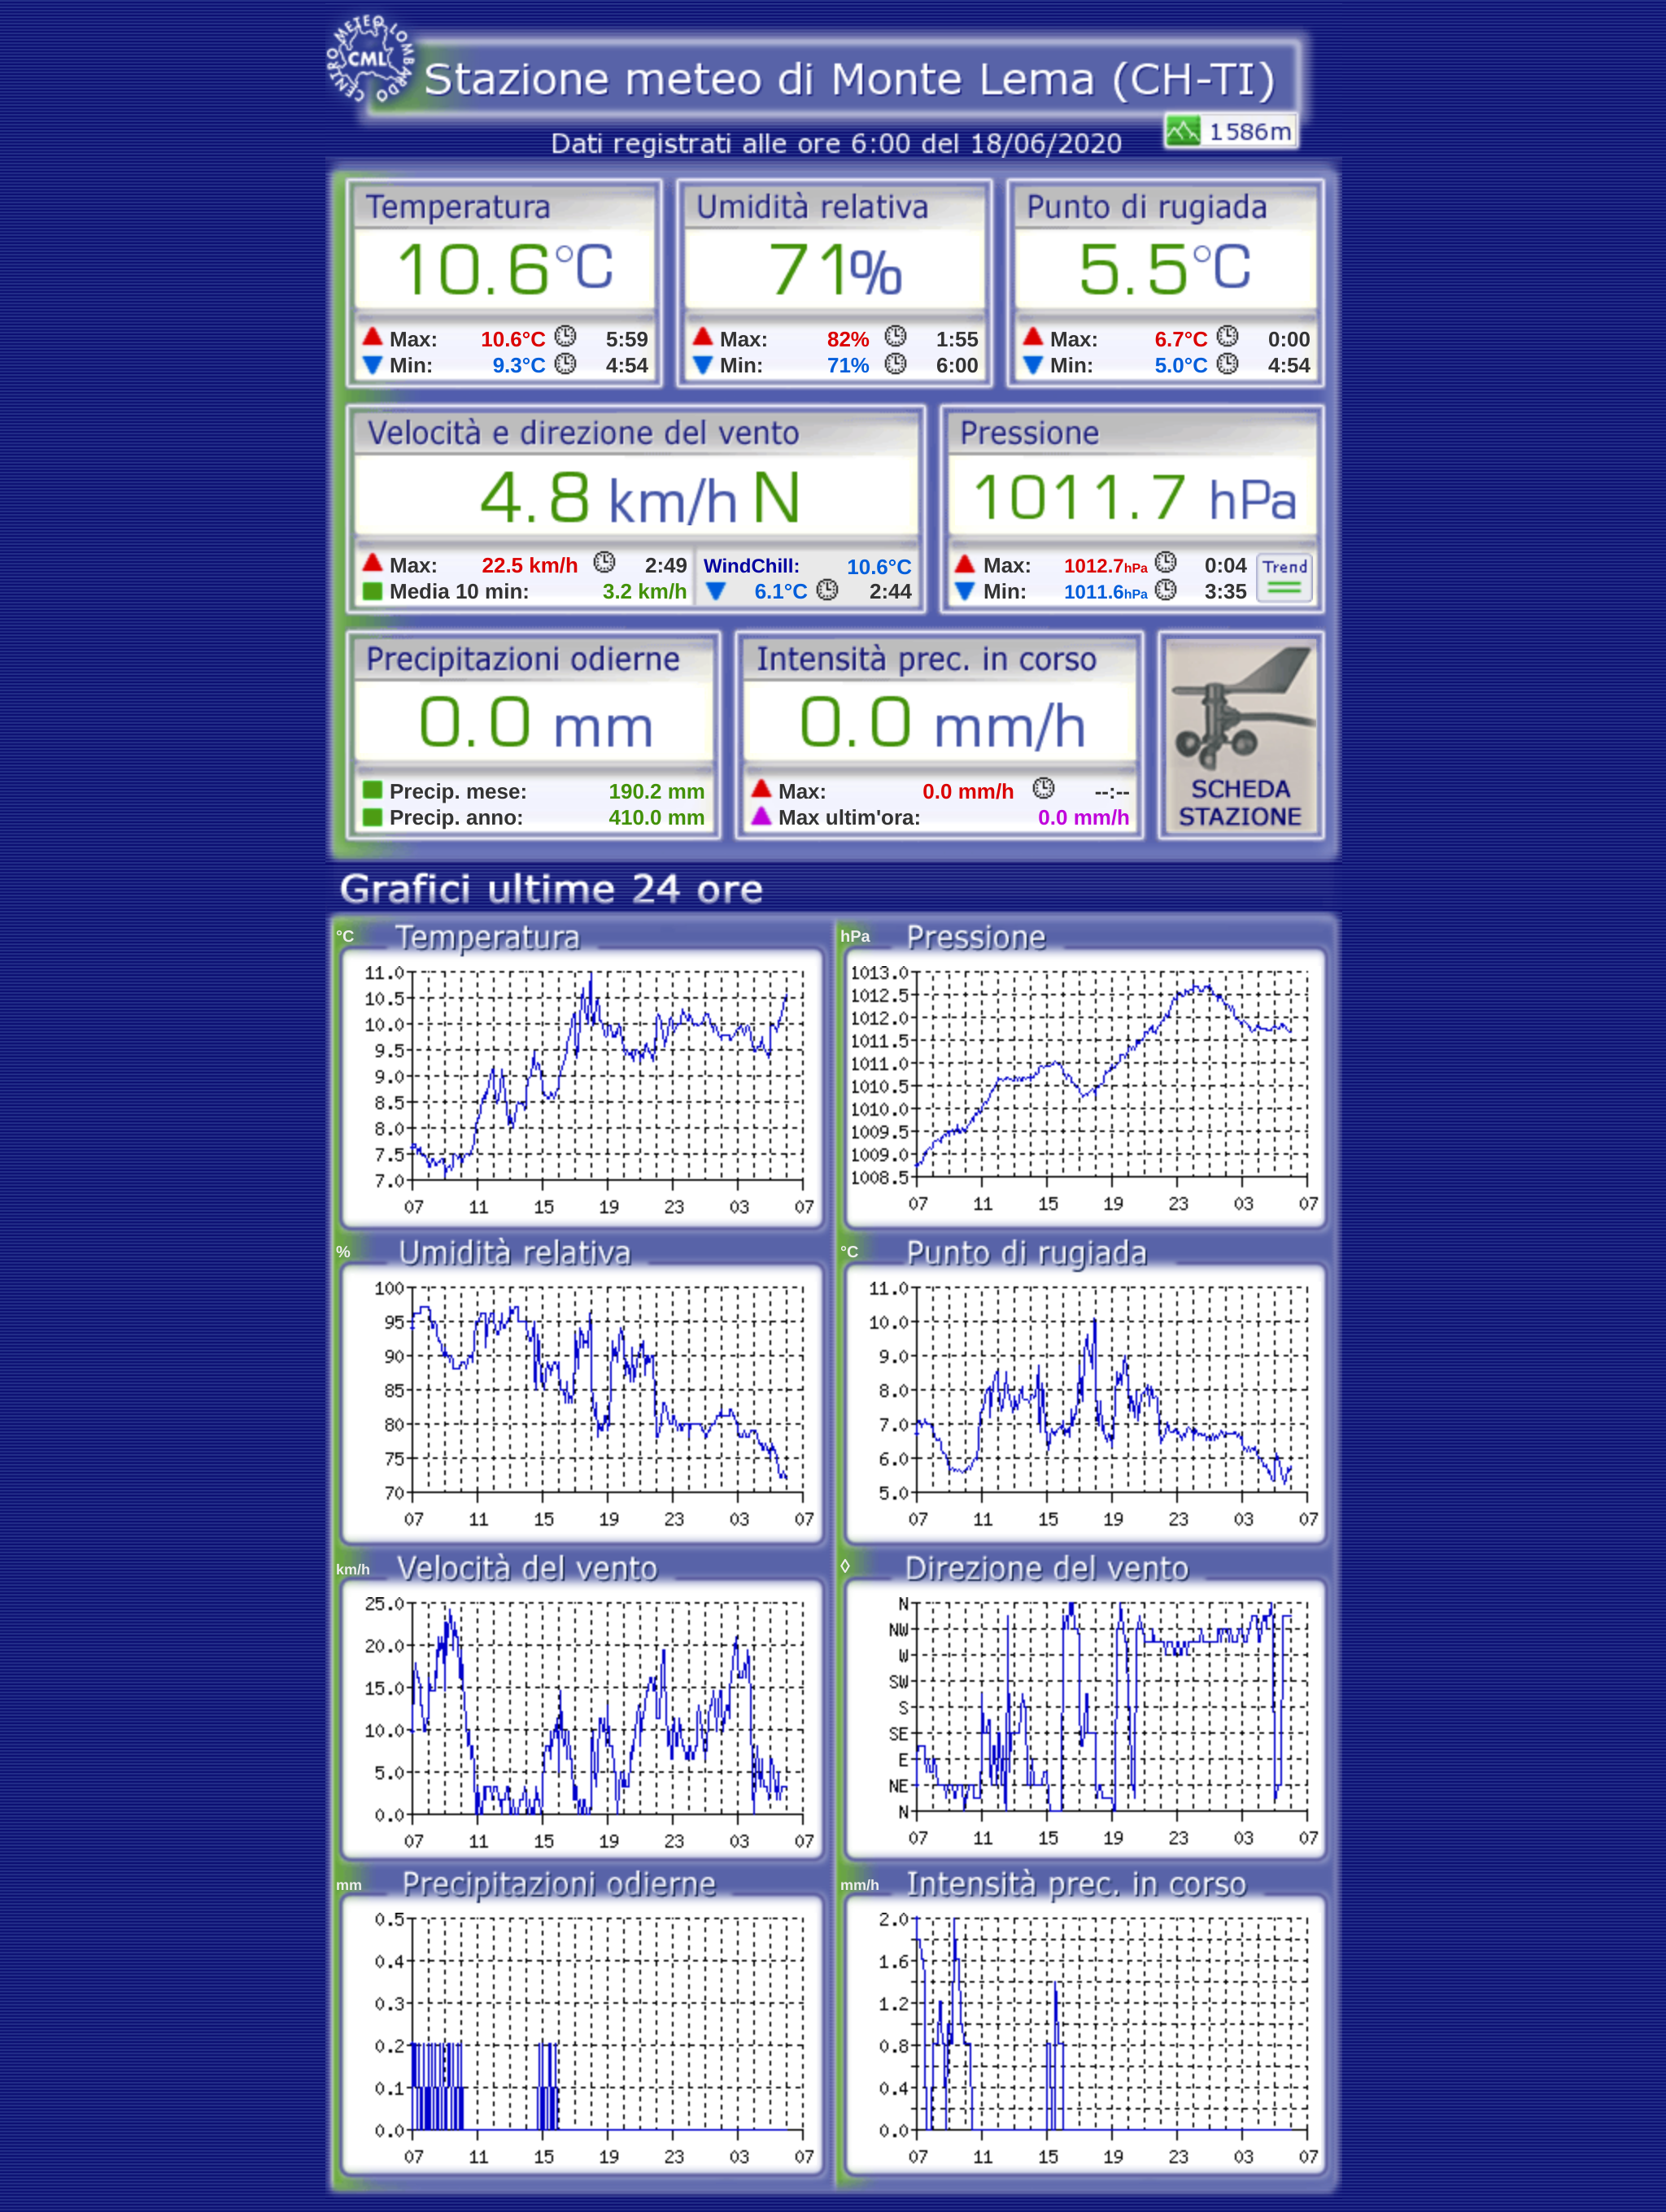 CENTRO METEO LOMBARDO
CML
Stazione meteo di Monte Lema (CH-TI)
Dati registrati alle ore 6:00 del 18/06/2020
1586m
Temperatura Umidità relativa Punto di rugiada
10.6°C 71% 5.5°C
Max: 10.6°C 5:59 Max: 82% 1:55 Max: 6.7°C 0:00
Min: 9.3°C 4:54 Min: 71% 6:00 Min: 5.0°C 4:54
Velocità e direzione del vento Pressione
4.8 km/h N 1011.7 hPa
Max: 22.5 km/h 2:49 WindChill: 10.6°C Max: 1012.7hPa 0:04 Trend
Media 10 min: 3.2 km/h 6.1°C 2:44 Min: 1011.6hPa 3:35
Precipitazioni odierne Intensità prec. in corso
0.0 mm 0.0 mm/h
Precip. mese: 190.2 mm Max: 0.0 mm/h --:-- SCHEDA
Precip. anno: 410.0 mm Max ultim'ora: 0.0 mm/h STAZIONE
Grafici ultime 24 ore
°C Temperatura
11.0
10.5
10.0
9.5
9.0
8.5
8.0
7.5
7.0
07 11 15 19 23 03 07
hPa Pressione
1013.0
1012.5
1012.0
1011.5
1011.0
1010.5
1010.0
1009.5
1009.0
1008.5
07 11 15 19 23 03 07
% Umidità relativa
100
95
90
85
80
75
70
07 11 15 19 23 03 07
°C Punto di rugiada
11.0
10.0
9.0
8.0
7.0
6.0
5.0
07 11 15 19 23 03 07
km/h Velocità del vento
25.0
20.0
15.0
10.0
5.0
0.0
07 11 15 19 23 03 07
◊ Direzione del vento
N
NW
W
SW
S
SE
E
NE
N
07 11 15 19 23 03 07
mm Precipitazioni odierne
0.5
0.4
0.3
0.2
0.1
0.0
07 11 15 19 23 03 07
mm/h Intensità prec. in corso
2.0
1.6
1.2
0.8
0.4
0.0
07 11 15 19 23 03 07